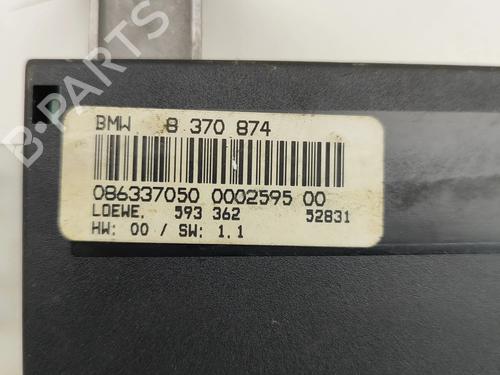 B-PARTS
BMW 8 370 874
086337050 0002595 00
LOEWE. 593 362 52831
HW: 00 / SW: 1.1